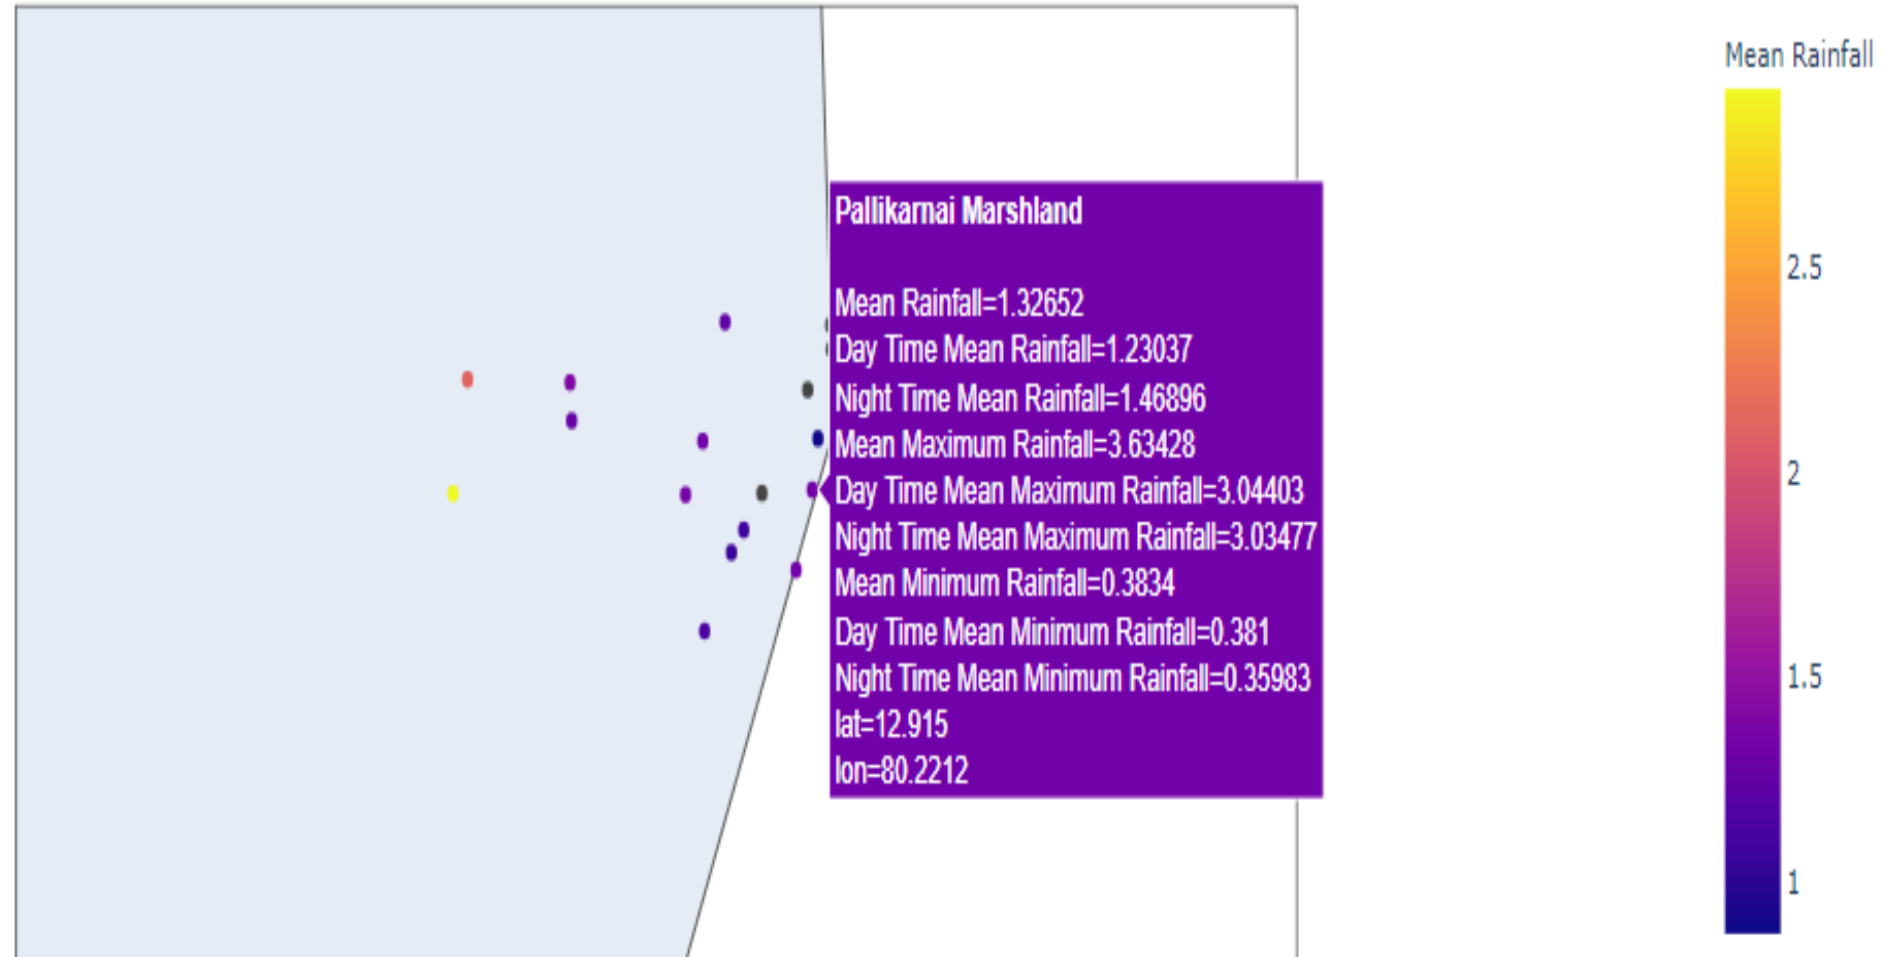 Mean Rainfall
Pallikarnai Marshland
Mean Rainfall=1.32652
Day Time Mean Rainfall=1.23037
Night Time Mean Rainfall=1.46896
Mean Maximum Rainfall=3.63428
Day Time Mean Maximum Rainfall=3.04403
Night Time Mean Maximum Rainfall=3.03477
Mean Minimum Rainfall=0.3834
Day Time Mean Minimum Rainfall=0.381
Night Time Mean Minimum Rainfall=0.35983
lat=12.915
lon=80.2212
2.5
2
1.5
1